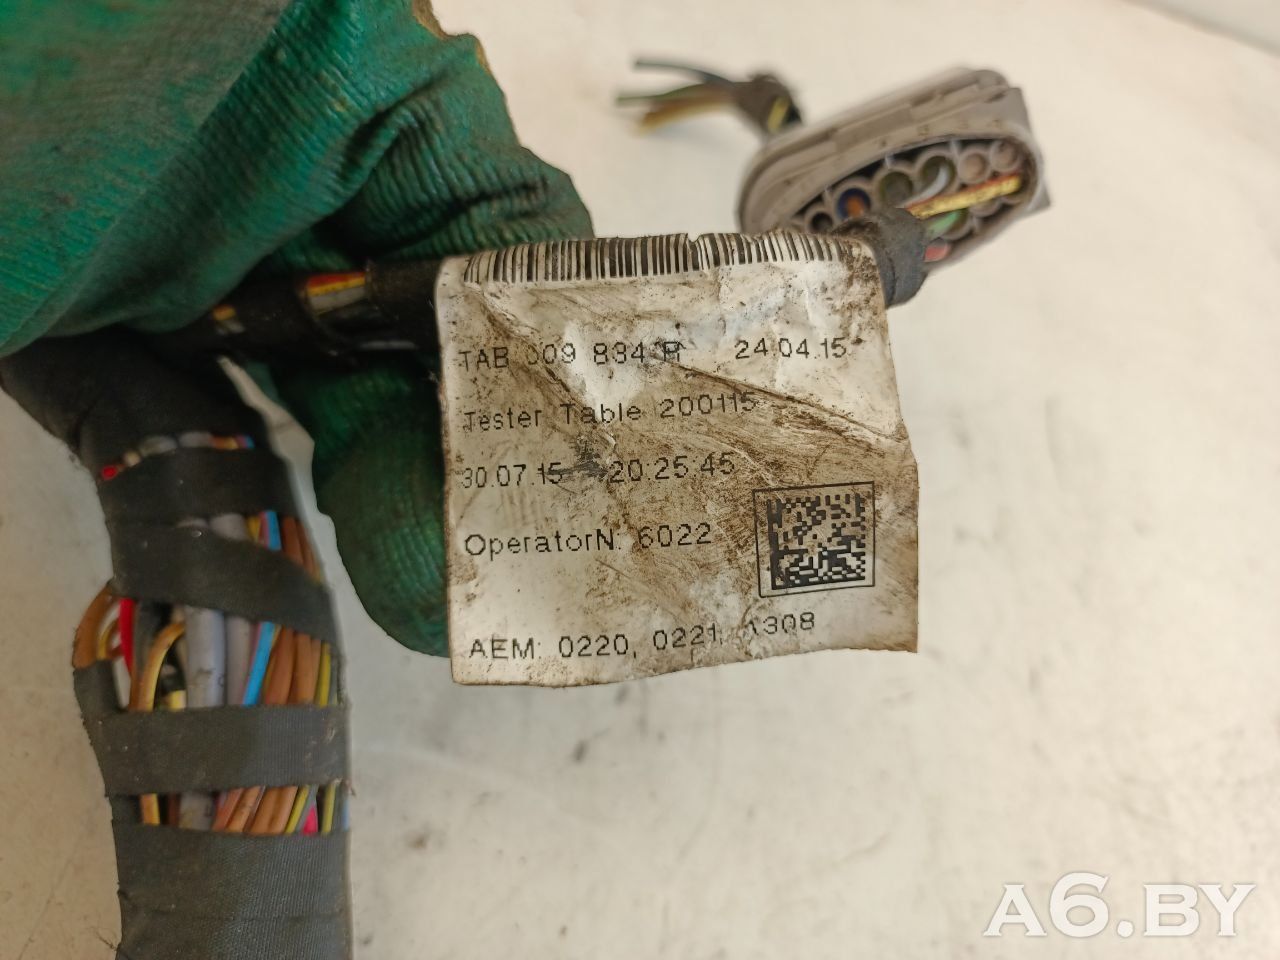 TAB 009 834 R 24.04.15
Tester Table 200115
30.07.15 20:25:45
OperatorN: 6022
AEM: 0220, 0221, A308
A6.BY